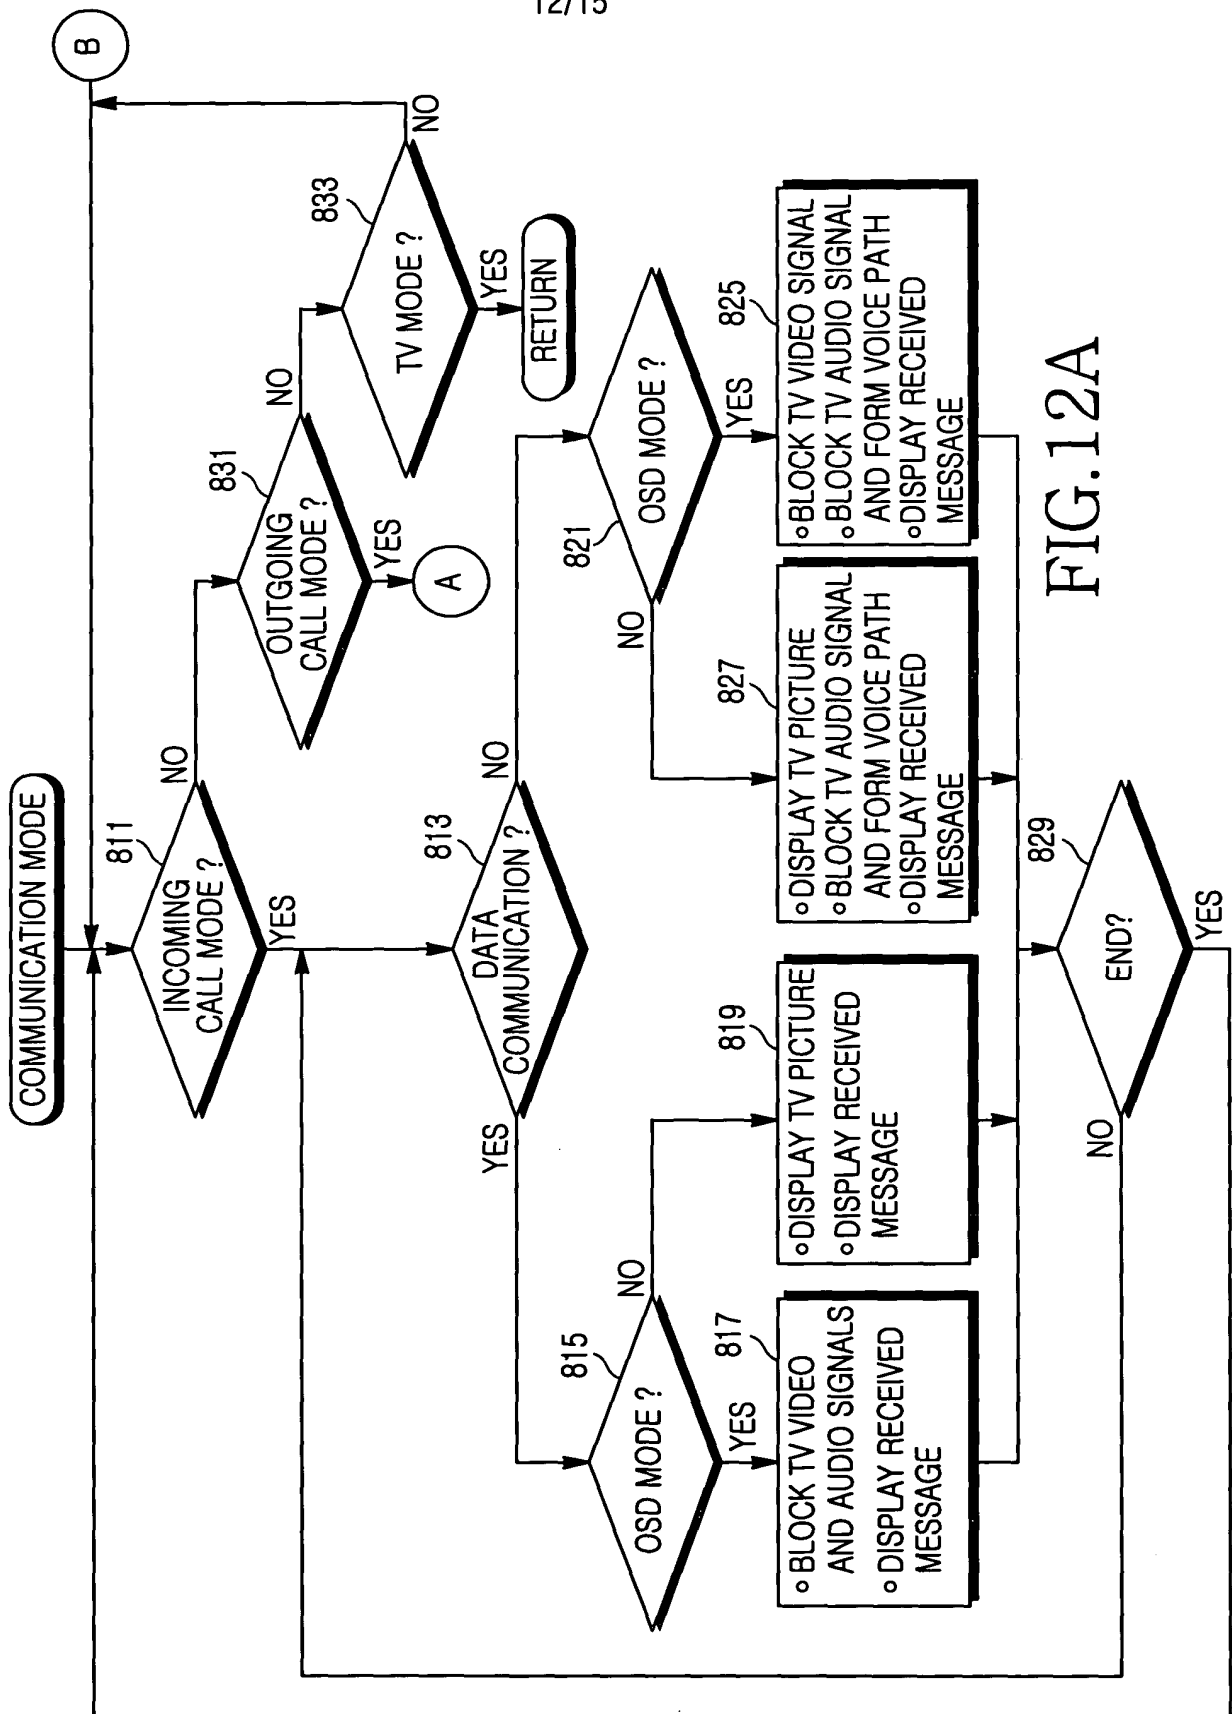 12/15
COMMUNICATION MODE
B
811
INCOMING
CALL MODE ?
NO
YES
831
OUTGOING
CALL MODE ?
NO
YES
A
833
TV MODE ?
NO
YES
RETURN
813
DATA
COMMUNICATION ?
YES
NO
815
OSD MODE ?
NO
YES
821
OSD MODE ?
NO
YES
817
∘ BLOCK TV VIDEO
AND AUDIO SIGNALS
∘ DISPLAY RECEIVED
MESSAGE
819
∘ DISPLAY TV PICTURE
∘ DISPLAY RECEIVED
MESSAGE
827
∘ DISPLAY TV PICTURE
∘ BLOCK TV AUDIO SIGNAL
AND FORM VOICE PATH
∘ DISPLAY RECEIVED
MESSAGE
825
∘ BLOCK TV VIDEO SIGNAL
∘ BLOCK TV AUDIO SIGNAL
AND FORM VOICE PATH
∘ DISPLAY RECEIVED
MESSAGE
829
END?
NO
YES
FIG.12A